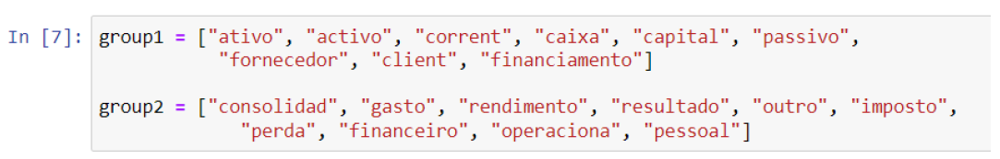 In [7]: group1 = ["ativo", "activo", "corrent", "caixa", "capital", "passivo",
"fornecedor", "client", "financiamento"]
group2 = ["consolidad", "gasto", "rendimento", "resultado", "outro", "imposto",
"perda", "financeiro", "operaciona", "pessoal"]